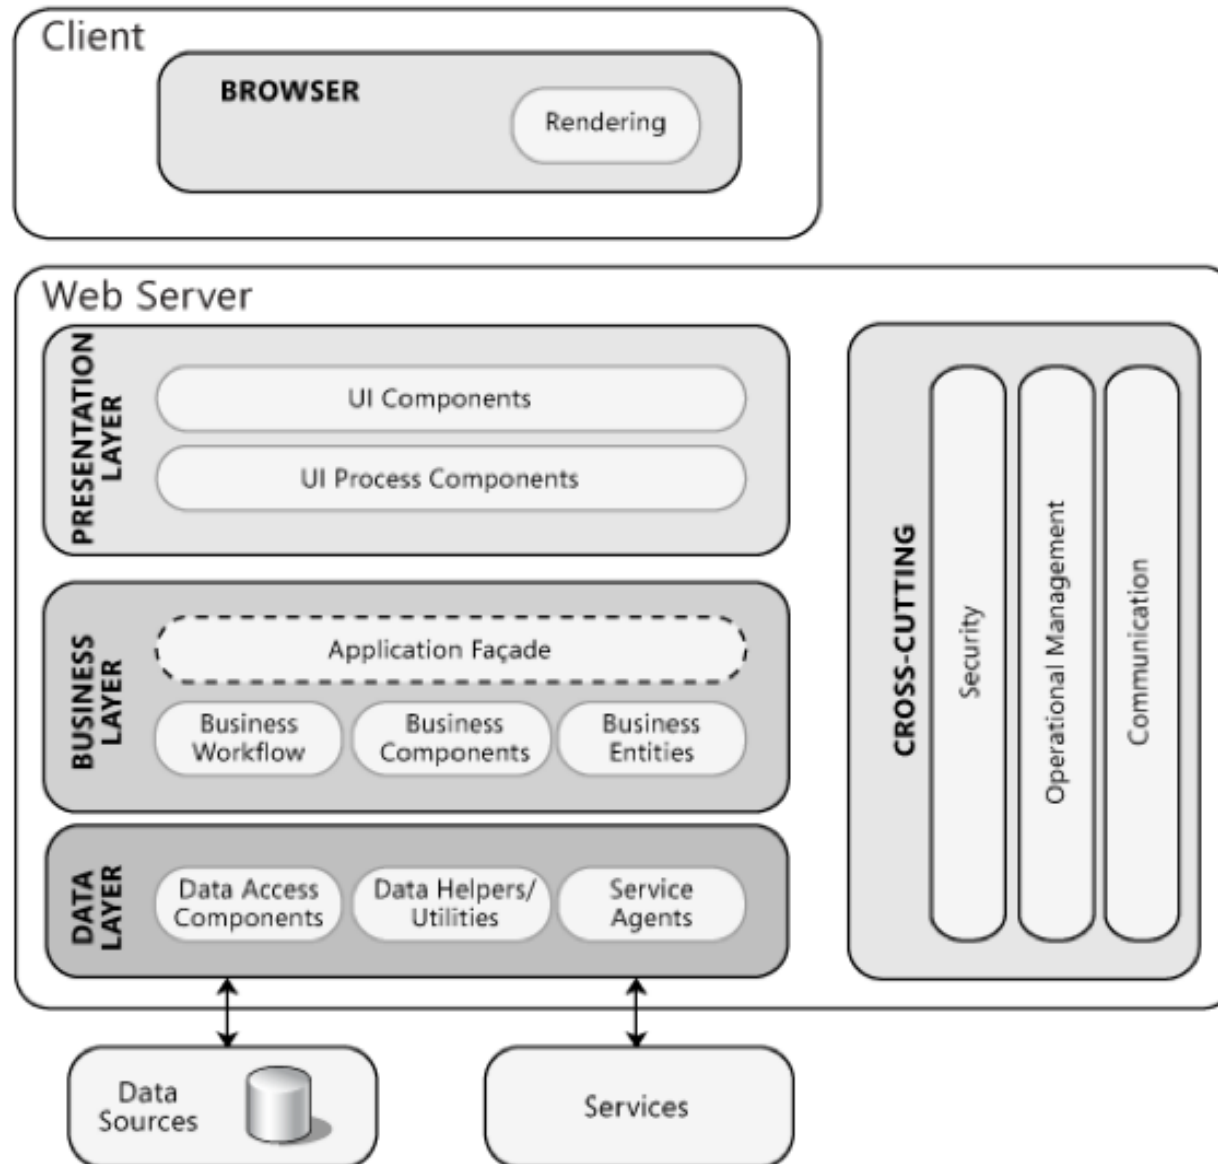 Client
BROWSER
Rendering
Web Server
PRESENTATION
LAYER
UI Components
UI Process Components
BUSINESS
LAYER
Application Façade
Business
Workflow
Business
Components
Business
Entities
DATA
LAYER
Data Access
Components
Data Helpers/
Utilities
Service
Agents
CROSS-CUTTING
Security
Operational Management
Communication
Data
Sources
Services